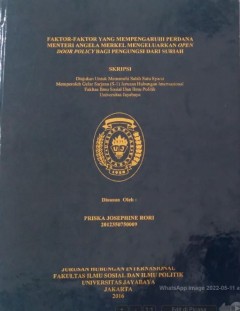 FAKTOR-FAKTOR YANG MEMPENGARUHI PERDANA
MENTERI ANGELA MERKEL MENGELUARKAN OPEN
DOOR POLICY BAGI PENGUNGSI DARI SURIAH
SKRIPSI
Diajukan Untuk Memenuhi Salah Satu Syarat
Memperoleh Gelar Sarjana (S-1) Jurusan Hubungan Internasional
Fakultas Ilmu Sosial Dan Ilmu Politik
Universitas Jayabaya
Disusun Oleh :
FRISKA JOSEPHINE BORU
2012350750003
JURUSAN HUBUNGAN INTERNASIONAL
FAKULTAS ILMU SOSIAL DAN ILMU POLITIK
UNIVERSITAS JAYABAYA
JAKARTA
2016
WhatsApp Image 2022-05-11 a